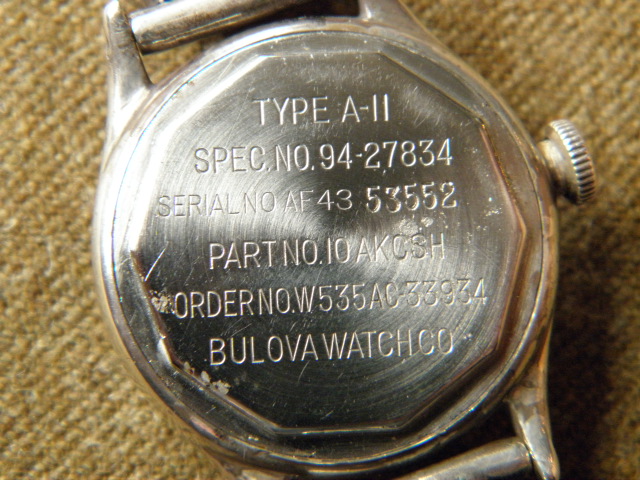 TYPE A-11
SPEC. NO. 94-27834
SERIAL NO AF43 53552
PART NO. 10AKCSH
ORDER NO. W535AC-33934
BULOVA WATCH CO